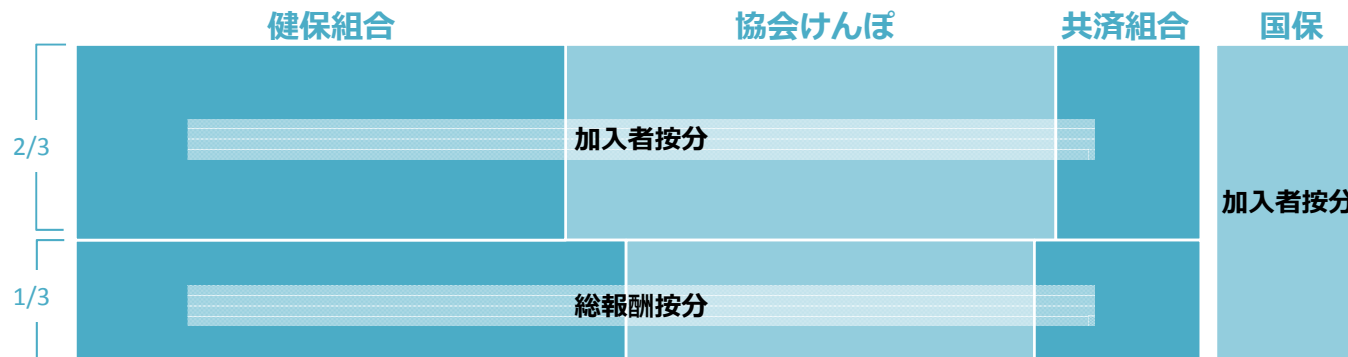 健保組合 協会けんぽ 共済組合 国保
2/3
加入者按分
加入者按分
1/3
総報酬按分